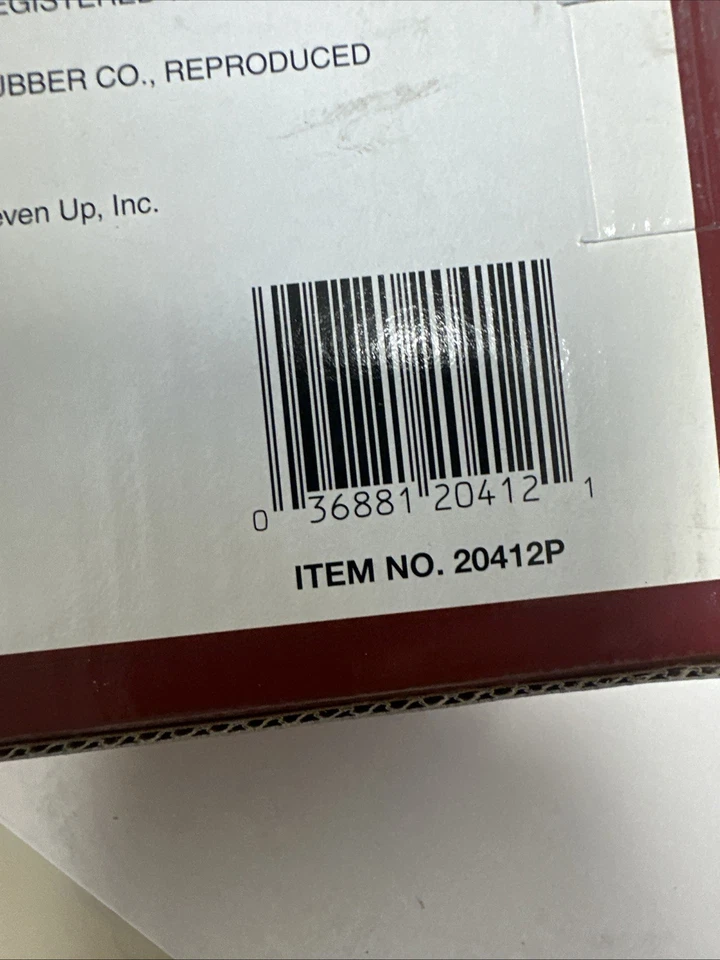 UBBER CO., REPRODUCED
even Up, Inc.
0 36881 20412 1
ITEM NO. 20412P